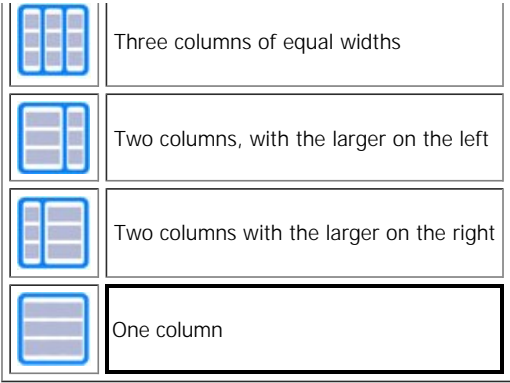 Three columns of equal widths
Two columns, with the larger on the left
Two columns with the larger on the right
One column